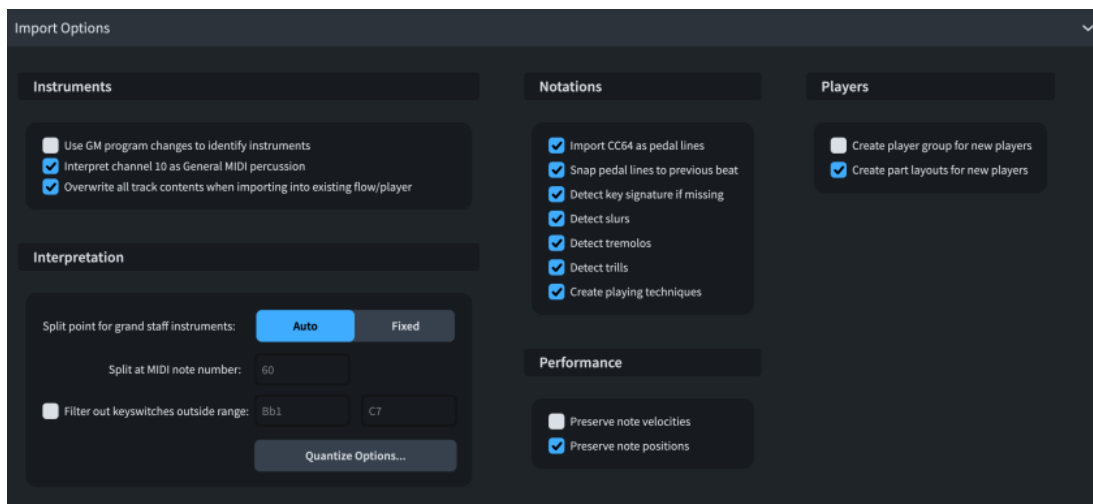 Import Options
Instruments
Use GM program changes to identify instruments
Interpret channel 10 as General MIDI percussion
Overwrite all track contents when importing into existing flow/player
Interpretation
Split point for grand staff instruments: Auto Fixed
Split at MIDI note number: 60
Filter out keyswitches outside range: Bb1 C7
Quantize Options...
Notations
Import CC64 as pedal lines
Snap pedal lines to previous beat
Detect key signature if missing
Detect slurs
Detect tremolos
Detect trills
Create playing techniques
Performance
Preserve note velocities
Preserve note positions
Players
Create player group for new players
Create part layouts for new players